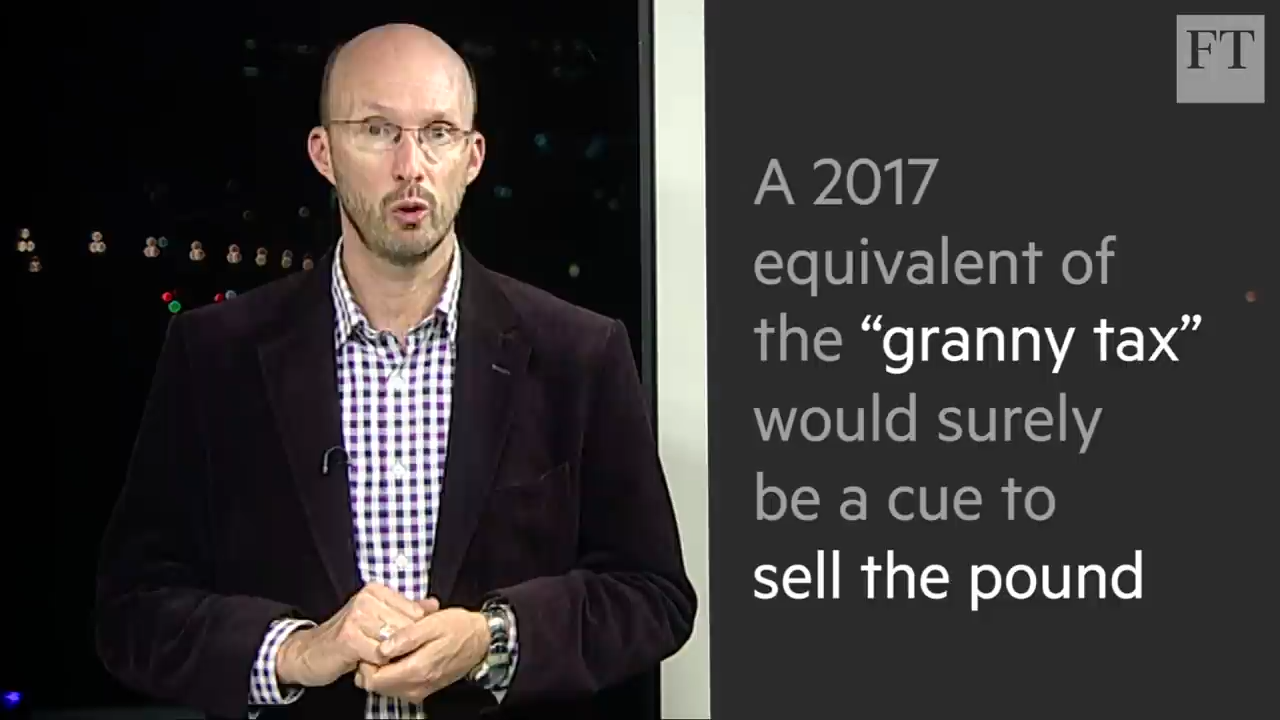 FT
A 2017
equivalent of
the “granny tax”
would surely
be a cue to
sell the pound